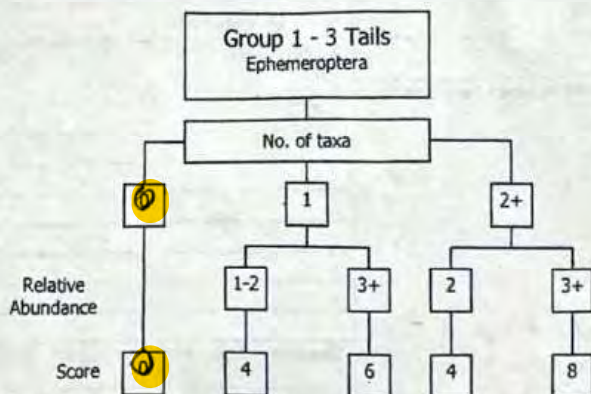 Group 1 - 3 Tails
Ephemeroptera
No. of taxa
0 1 2+
Relative 1-2 3+ 2 3+
Abundance
Score 0 4 6 4 8